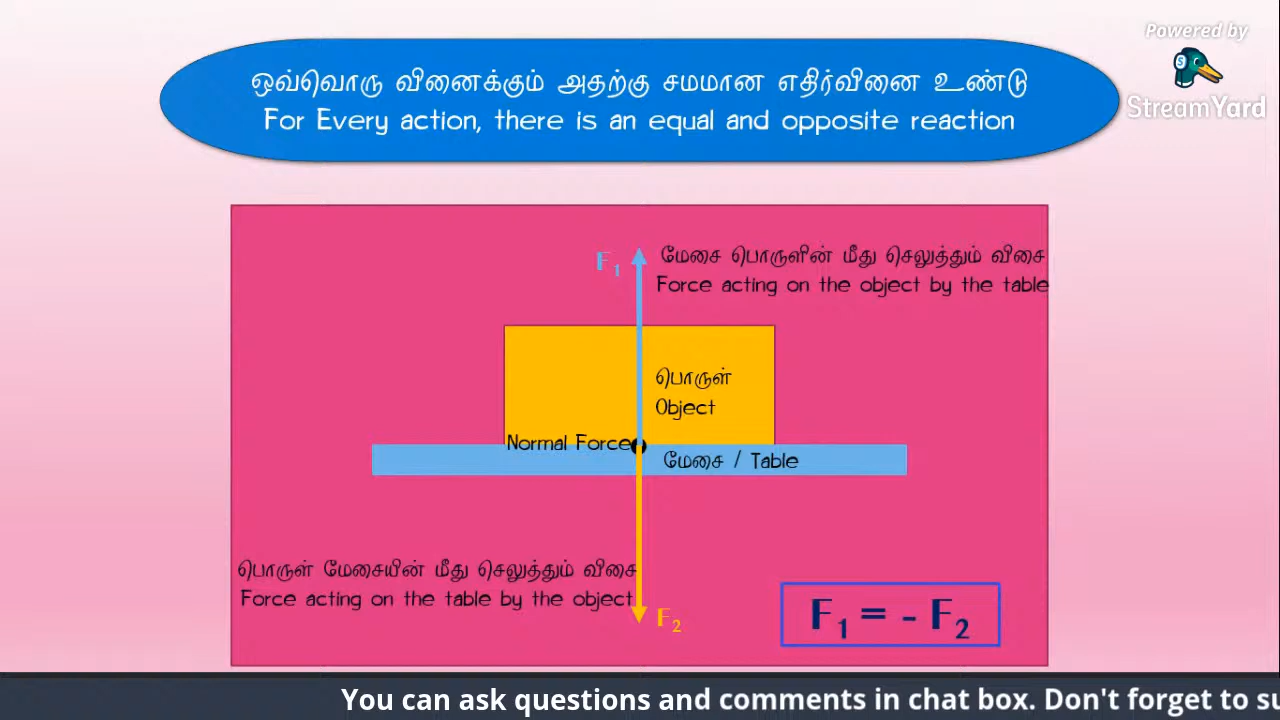 Powered by
StreamYard
ஒவ்வொரு வினைக்கும் அதற்கு சமமான எதிர்வினை உண்டு
For Every action, there is an equal and opposite reaction
F₁
மேசை பொருளின் மீது செலுத்தும் விசை
Force acting on the object by the table
பொருள்
Object
Normal Force
மேசை / Table
பொருள் மேசையின் மீது செலுத்தும் விசை
Force acting on the table by the object
F₂
F₁ = - F₂
You can ask questions and comments in chat box. Don't forget to su